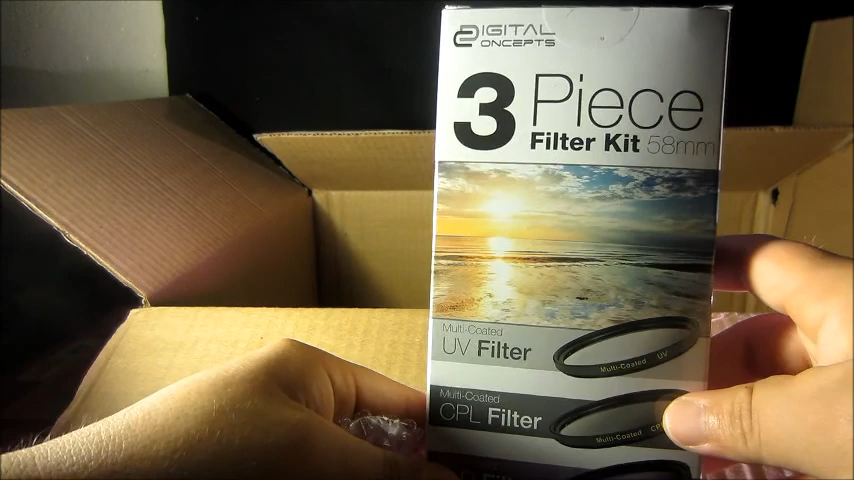 DIGITAL
CONCEPTS
3 Piece
Filter Kit 58mm
Multi-Coated
UV Filter
Multi-Coated UV
Multi-Coated
CPL Filter
Multi-Coated